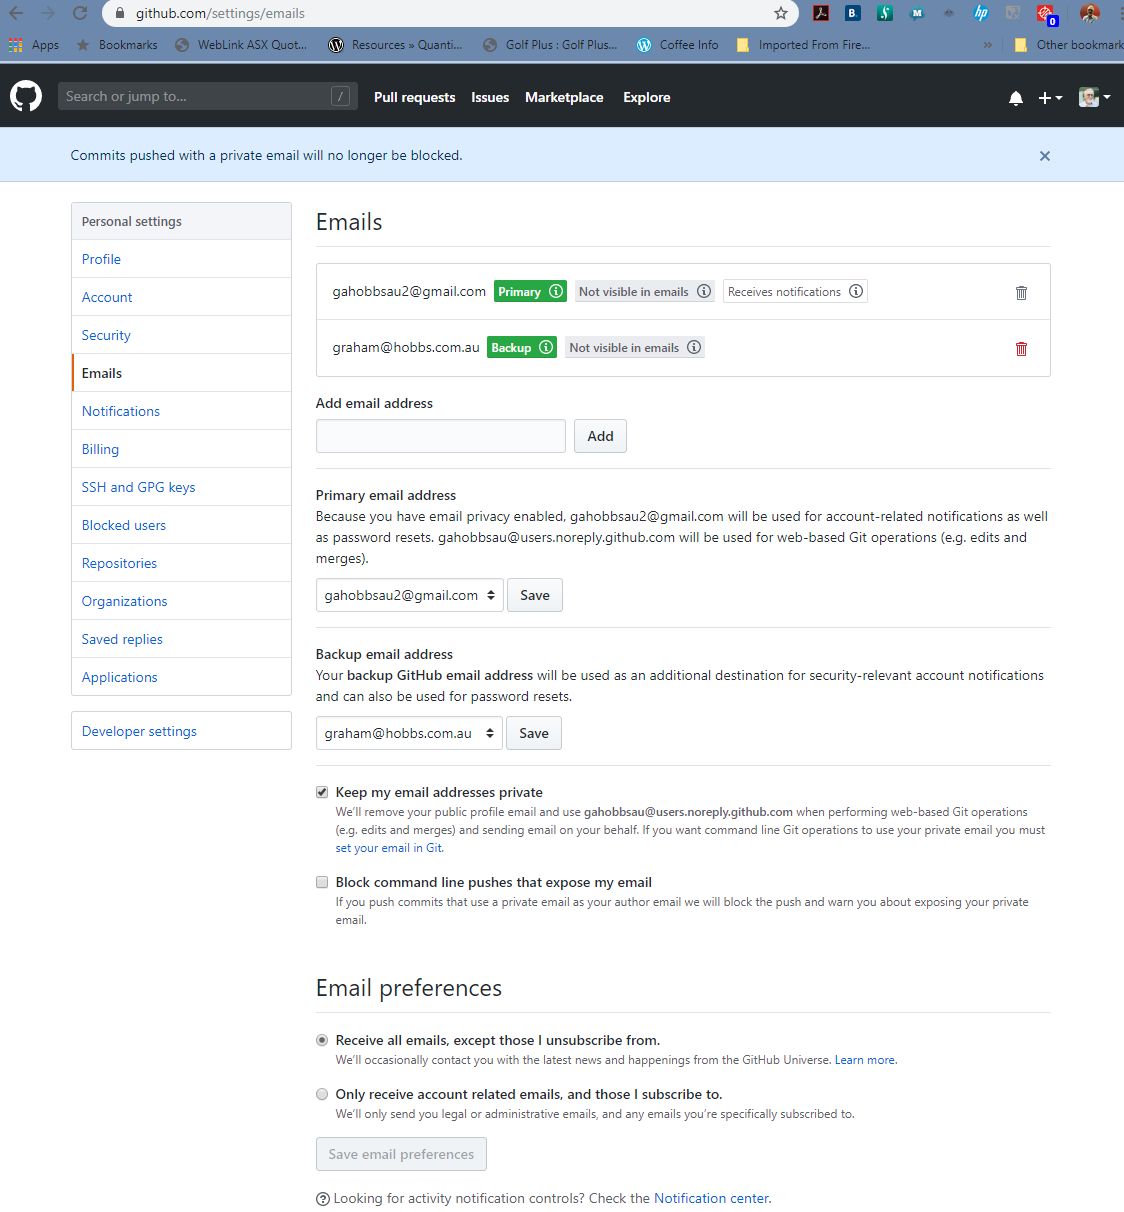 github.com/settings/emails
Apps Bookmarks WebLink ASX Quot... Resources » Quanti... Golf Plus : Golf Plus... Coffee Info Imported From Fire... » Other bookmark
0
Search or jump to... / Pull requests Issues Marketplace Explore
Commits pushed with a private email will no longer be blocked.
Personal settings
Profile
Account
Security
Emails
Notifications
Billing
SSH and GPG keys
Blocked users
Repositories
Organizations
Saved replies
Applications
Developer settings
Emails
gahobbsau2@gmail.com Primary Not visible in emails Receives notifications
graham@hobbs.com.au Backup Not visible in emails
Add email address
Add
Primary email address
Because you have email privacy enabled, gahobbsau2@gmail.com will be used for account-related notifications as well
as password resets. gahobbsau@users.noreply.github.com will be used for web-based Git operations (e.g. edits and
merges).
gahobbsau2@gmail.com Save
Backup email address
Your backup GitHub email address will be used as an additional destination for security-relevant account notifications
and can also be used for password resets.
graham@hobbs.com.au Save
Keep my email addresses private
We'll remove your public profile email and use gahobbsau@users.noreply.github.com when performing web-based Git operations
(e.g. edits and merges) and sending email on your behalf. If you want command line Git operations to use your private email you must
set your email in Git.
Block command line pushes that expose my email
If you push commits that use a private email as your author email we will block the push and warn you about exposing your private
email.
Email preferences
Receive all emails, except those I unsubscribe from.
We'll occasionally contact you with the latest news and happenings from the GitHub Universe. Learn more.
Only receive account related emails, and those I subscribe to.
We'll only send you legal or administrative emails, and any emails you're specifically subscribed to.
Save email preferences
Looking for activity notification controls? Check the Notification center.